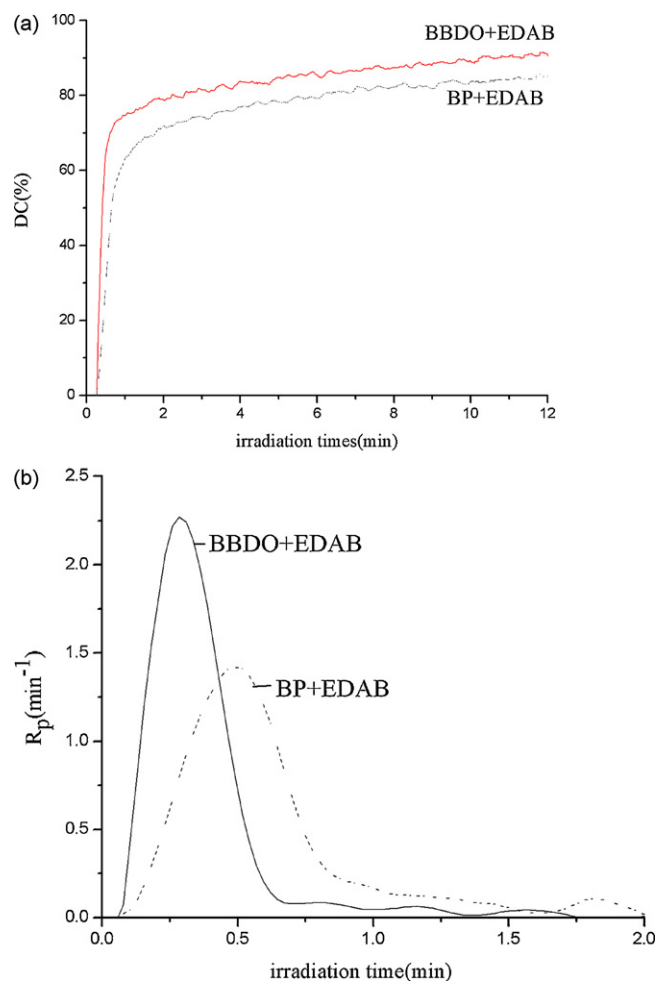 (a)
100
80
60
40
20
0
DC(%)
BBDO+EDAB
BP+EDAB
0 2 4 6 8 10 12
irradiation times(min)
(b)
2.5
2.0
1.5
1.0
0.5
0.0
Rp(min-1)
BBDO+EDAB
BP+EDAB
0.0 0.5 1.0 1.5 2.0
irradiation time(min)